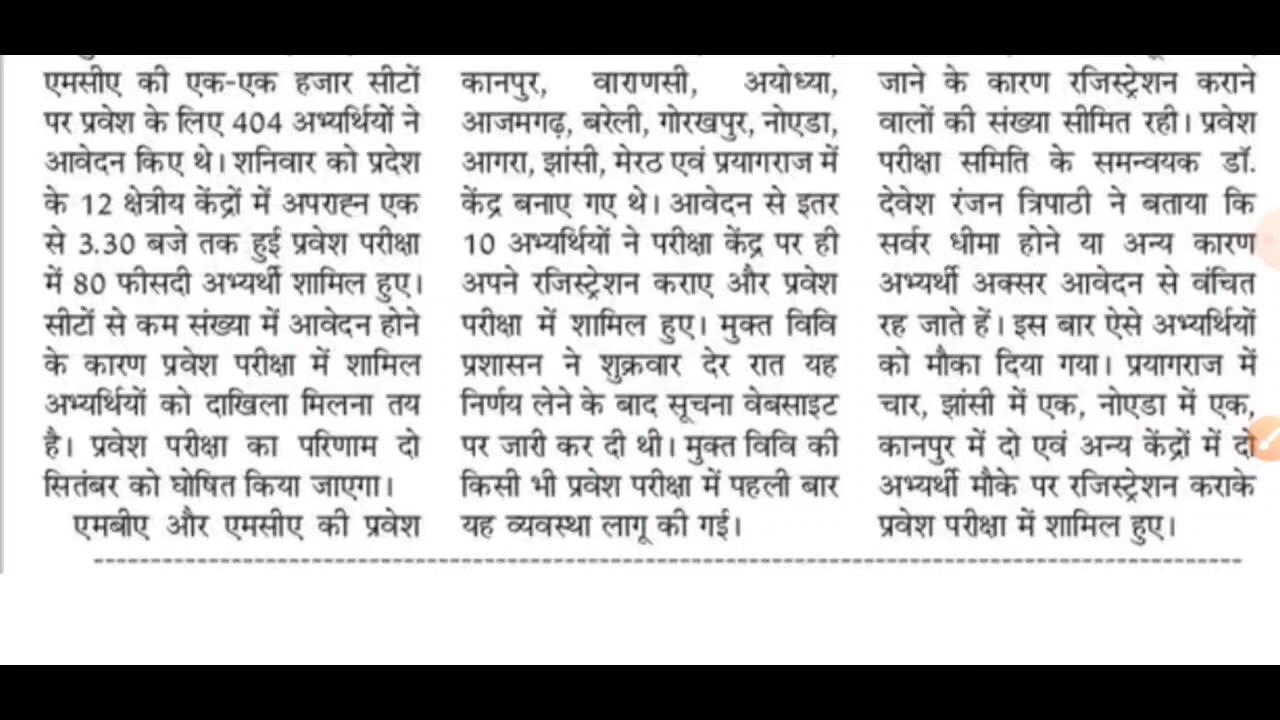 एमसीए की एक-एक हजार सीटों
पर प्रवेश के लिए 404 अभ्यर्थियों ने
आवेदन किए थे। शनिवार को प्रदेश
के 12 क्षेत्रीय केंद्रों में अपराह्न एक
से 3.30 बजे तक हुई प्रवेश परीक्षा
में 80 फीसदी अभ्यर्थी शामिल हुए।
सीटों से कम संख्या में आवेदन होने
के कारण प्रवेश परीक्षा में शामिल
अभ्यर्थियों को दाखिला मिलना तय
है। प्रवेश परीक्षा का परिणाम दो
सितंबर को घोषित किया जाएगा।
एमबीए और एमसीए की प्रवेश
कानपुर, वाराणसी, अयोध्या,
आजमगढ़, बरेली, गोरखपुर, नोएडा,
आगरा, झांसी, मेरठ एवं प्रयागराज में
केंद्र बनाए गए थे। आवेदन से इतर
10 अभ्यर्थियों ने परीक्षा केंद्र पर ही
अपने रजिस्ट्रेशन कराए और प्रवेश
परीक्षा में शामिल हुए। मुक्त विवि
प्रशासन ने शुक्रवार देर रात यह
निर्णय लेने के बाद सूचना वेबसाइट
पर जारी कर दी थी। मुक्त विवि की
किसी भी प्रवेश परीक्षा में पहली बार
यह व्यवस्था लागू की गई।
जाने के कारण रजिस्ट्रेशन कराने
वालों की संख्या सीमित रही। प्रवेश
परीक्षा समिति के समन्वयक डॉ.
देवेश रंजन त्रिपाठी ने बताया कि
सर्वर धीमा होने या अन्य कारण
अभ्यर्थी अक्सर आवेदन से वंचित
रह जाते हें। इस बार ऐसे अभ्यर्थियों
को मौका दिया गया। प्रयागराज में
चार, झांसी में एक, नोएडा में एक,
कानपुर में दो एवं अन्य केंद्रों में दो
अभ्यर्थी मौके पर रजिस्ट्रेशन कराके
प्रवेश परीक्षा में शामिल हुए।